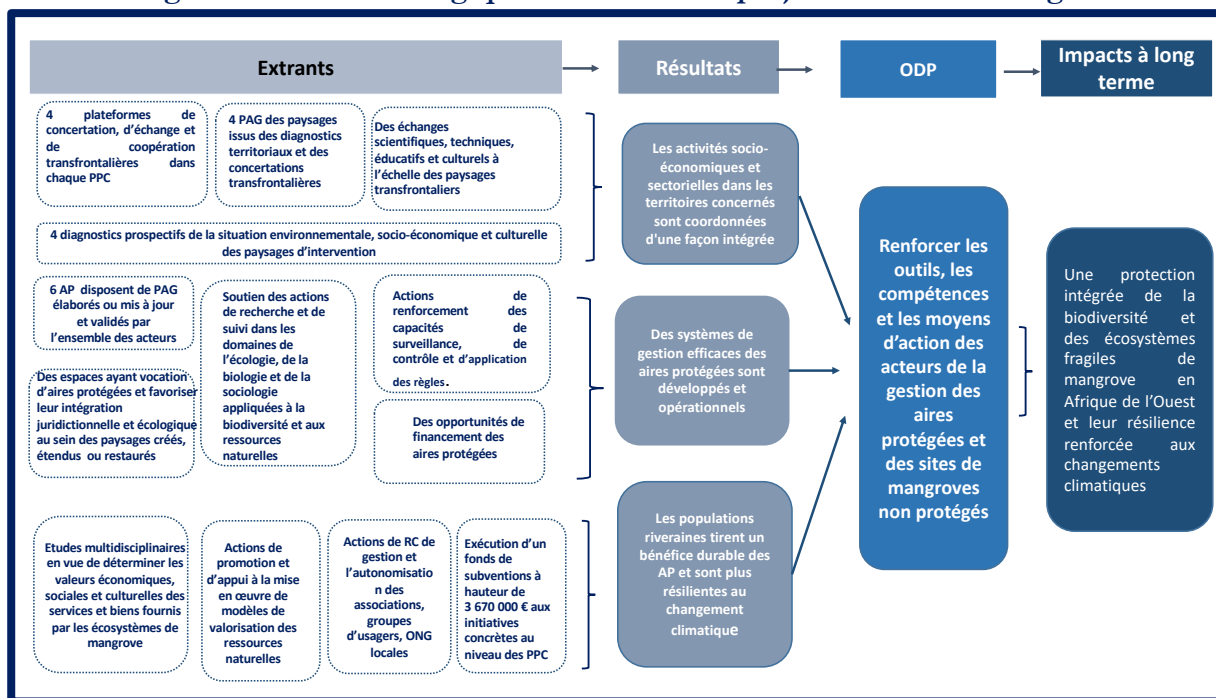 Extrants
Résultats
ODP
Impacts à long
terme
4 plateformes de
concertation, d'échange et
de coopération
transfrontalières dans
chaque PPC
4 PAG des paysages
issus des diagnostics
territoriaux et des
concertations
transfrontalières
Des échanges
scientifiques, techniques,
éducatifs et culturels à
l'échelle des paysages
transfrontaliers
4 diagnostics prospectifs de la situation environnementale, socio-économique et culturelle
des paysages d'intervention
Les activités socio-
économiques et
sectorielles dans les
territoires concernés
sont coordonnées
d'une façon intégrée
6 AP disposent de PAG
élaborés ou mis à jour
et validés par
l'ensemble des acteurs
Des espaces ayant vocation
d'aires protégées et favoriser
leur intégration
juridictionnelle et écologique
au sein des paysages créés,
étendus ou restaurés
Soutien des actions
de recherche et de
suivi dans les
domaines de
l'écologie, de la
biologie et de la
sociologie
appliquées à la
biodiversité et aux
ressources
naturelles
Actions de
renforcement des
capacités de
surveillance, de
contrôle et d'application
des règles.
Des opportunités de
financement des
aires protégées
Des systèmes de
gestion efficaces des
aires protégées sont
développés et
opérationnels
Etudes multidisciplinaires
en vue de déterminer les
valeurs économiques,
sociales et culturelles des
services et biens fournis
par les écosystèmes de
mangrove
Actions de
promotion et
d'appui à la mise
en œuvre de
modèles de
valorisation des
ressources
naturelles
Actions de RC de
gestion et
l'autonomisatio
n des
associations,
groupes
d'usagers, ONG
locales
Exécution d'un
fonds de
subventions à
hauteur de
3 670 000 € aux
initiatives
concrètes au
niveau des PPC
Les populations
riveraines tirent un
bénéfice durable des
AP et sont plus
résilientes au
changement
climatique
Renforcer les
outils, les
compétences
et les moyens
d'action des
acteurs de la
gestion des
aires
protégées et
des sites de
mangroves
non protégés
Une protection
intégrée de la
biodiversité et
des écosystèmes
fragiles de
mangrove en
Afrique de l'Ouest
et leur résilience
renforcée aux
changements
climatiques